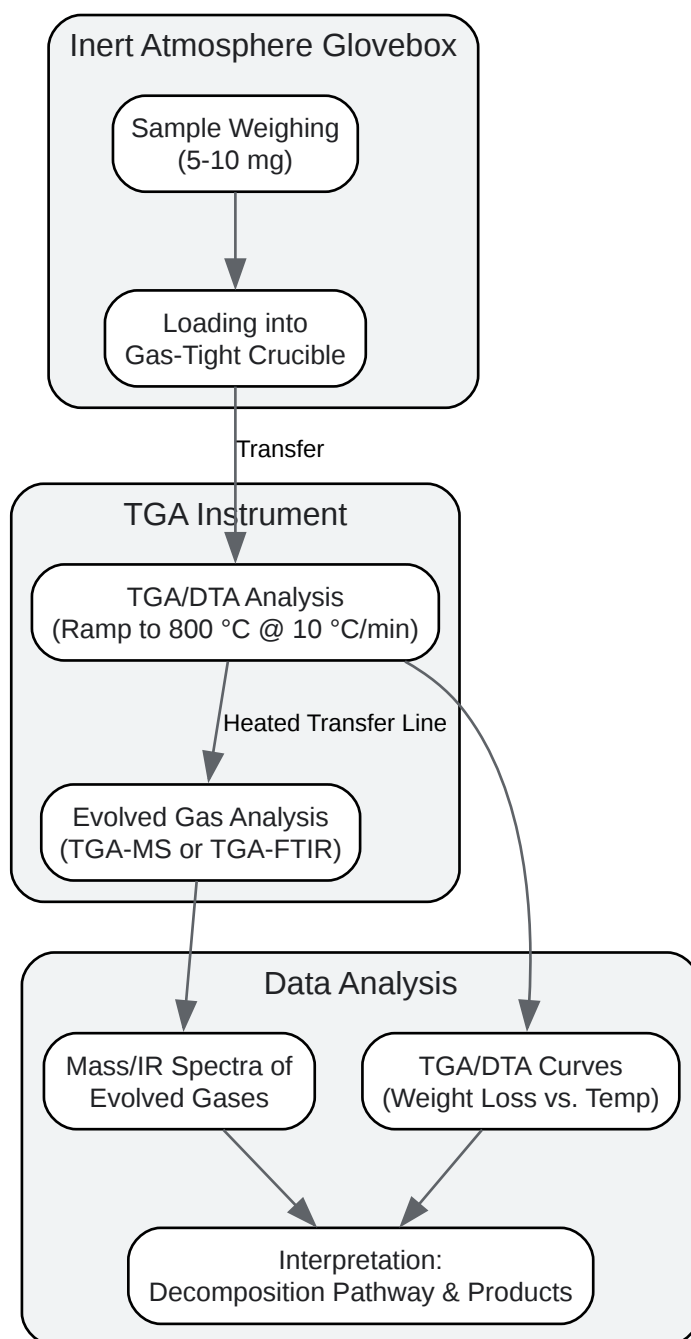 Inert Atmosphere Glovebox
Sample Weighing
(5-10 mg)
Loading into
Gas-Tight Crucible
Transfer
TGA Instrument
TGA/DTA Analysis
(Ramp to 800 °C @ 10 °C/min)
Heated Transfer Line
Evolved Gas Analysis
(TGA-MS or TGA-FTIR)
Data Analysis
Mass/IR Spectra of
Evolved Gases
TGA/DTA Curves
(Weight Loss vs. Temp)
Interpretation:
Decomposition Pathway & Products